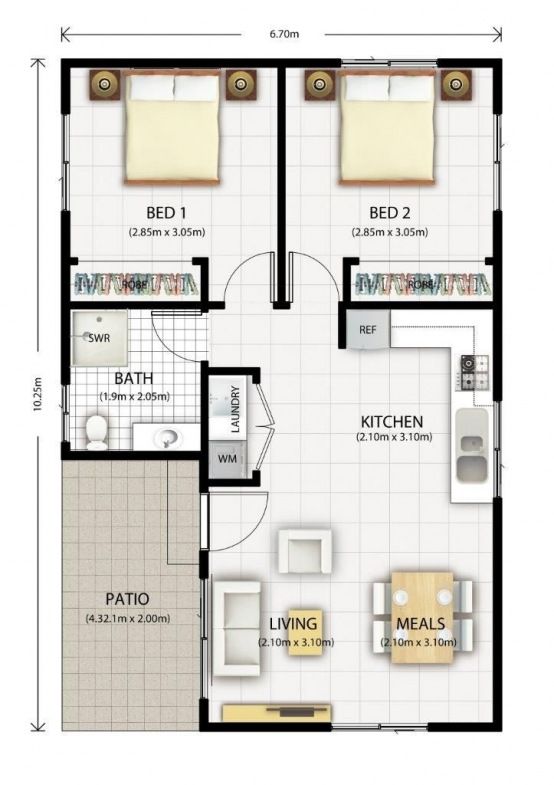 6.70m
10.25m
BED 1
(2.85m x 3.05m)
BED 2
(2.85m x 3.05m)
ROBE
ROBE
SWR
REF
BATH
(1.9m x 2.05m)
LAUNDRY
WM
KITCHEN
(2.10m x 3.10m)
PATIO
(4.32.1m x 2.00m)
LIVING
(2.10m x 3.10m)
MEALS
(2.10m x 3.10m)